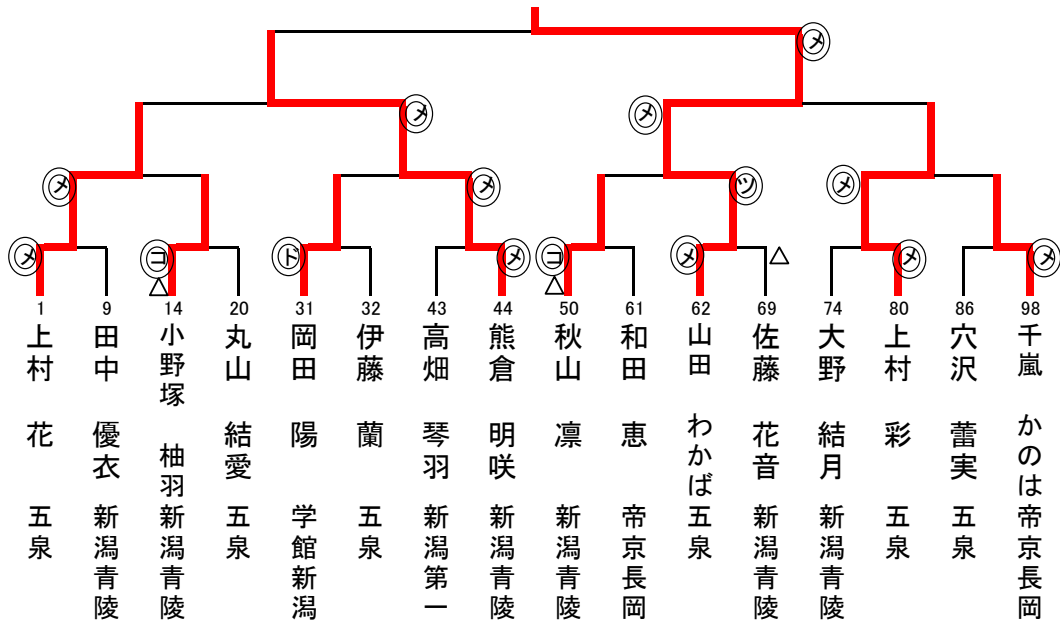 メ
メ メ
メ メ ツ メ
メ コ ド メ コ メ メ メ
△ △ △
1 9 14 20 31 32 43 44 50 61 62 69 74 80 86 98
上村 花 五泉
田中 優衣 新潟青陵
小野塚 柚羽 新潟青陵
丸山 結愛 五泉
岡田 陽 学館新潟
伊藤 蘭 五泉
高畑 琴羽 新潟第一
熊倉 明咲 新潟青陵
秋山 凛 新潟青陵
和田 恵 帝京長岡
山田 わかば 五泉
佐藤 花音 新潟青陵
大野 結月 新潟青陵
上村 彩 五泉
穴沢 蕾実 五泉
千嵐 かのは 帝京長岡